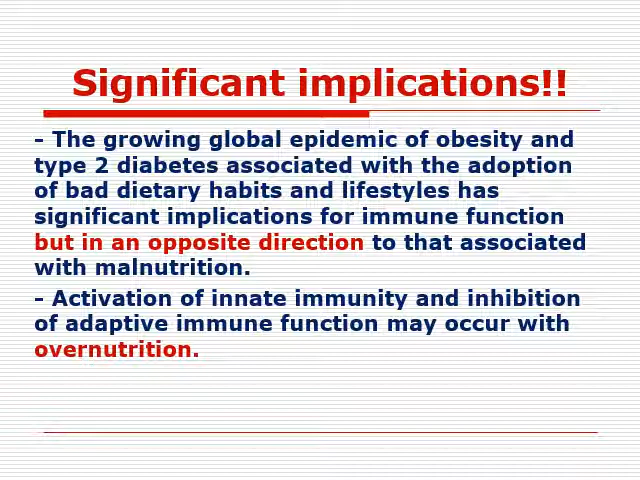 Significant implications!!
– The growing global epidemic of obesity and
type 2 diabetes associated with the adoption
of bad dietary habits and lifestyles has
significant implications for immune function
but in an opposite direction to that associated
with malnutrition.
– Activation of innate immunity and inhibition
of adaptive immune function may occur with
overnutrition.